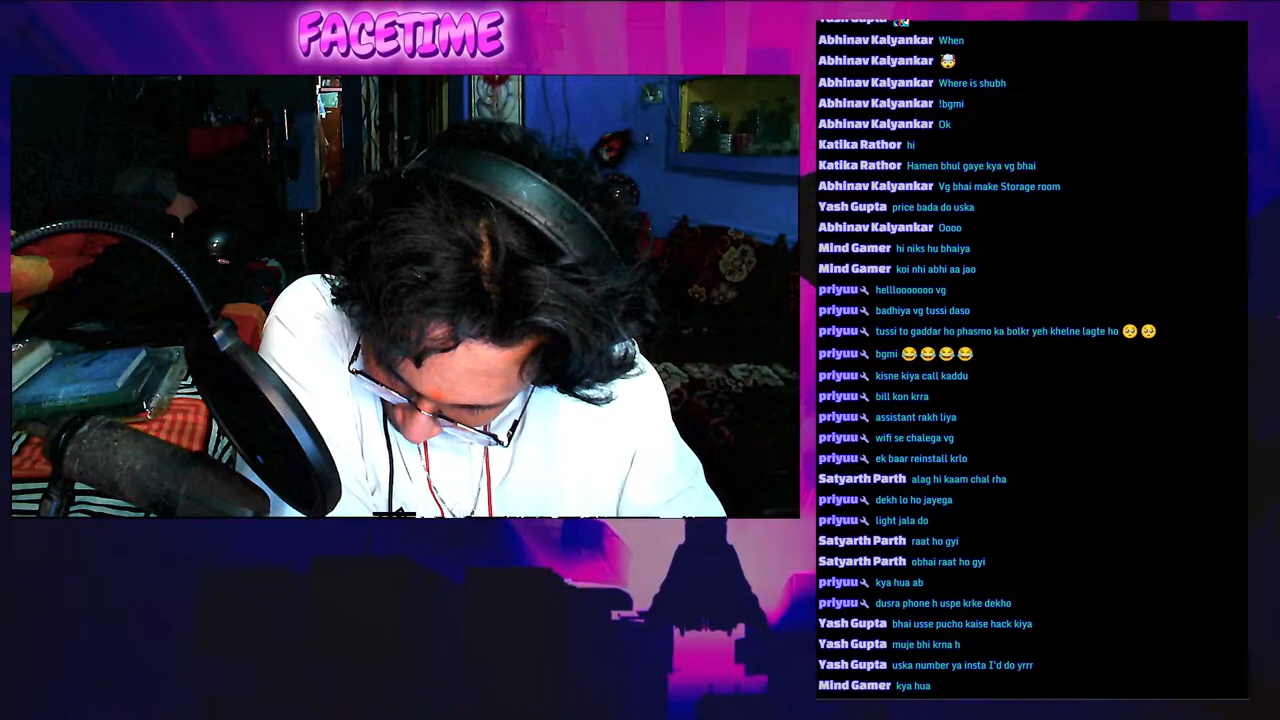 FACETIME
Yash Gupta
Abhinav Kalyankar When
Abhinav Kalyankar 🤯
Abhinav Kalyankar Where is shubh
Abhinav Kalyankar !bgmi
Abhinav Kalyankar Ok
Katika Rathor hi
Katika Rathor Hamen bhul gaye kya vg bhai
Abhinav Kalyankar Vg bhai make Storage room
Yash Gupta price bada do uska
Abhinav Kalyankar Oooo
Mind Gamer hi niks hu bhaiya
Mind Gamer koi nhi abhi aa jao
priyuu hellloooooooo vg
priyuu badhiya vg tussi daso
priyuu tussi to gaddar ho phasmo ka bolkr yeh khelne lagte ho 🥺🥺
priyuu bgmi 😂😂😂😂
priyuu kisne kiya call kaddu
priyuu bill kon krra
priyuu assistant rakh liya
priyuu wifi se chalega vg
priyuu ek baar reinstall krlo
Satyarth Parth alag hi kaam chal rha
priyuu dekh lo ho jayega
priyuu light jala do
Satyarth Parth raat ho gyi
Satyarth Parth obhai raat ho gyi
priyuu kya hua ab
priyuu dusra phone h uspe krke dekho
Yash Gupta bhai usse pucho kaise hack kiya
Yash Gupta muje bhi krna h
Yash Gupta uska number ya insta I'd do yrrr
Mind Gamer kya hua